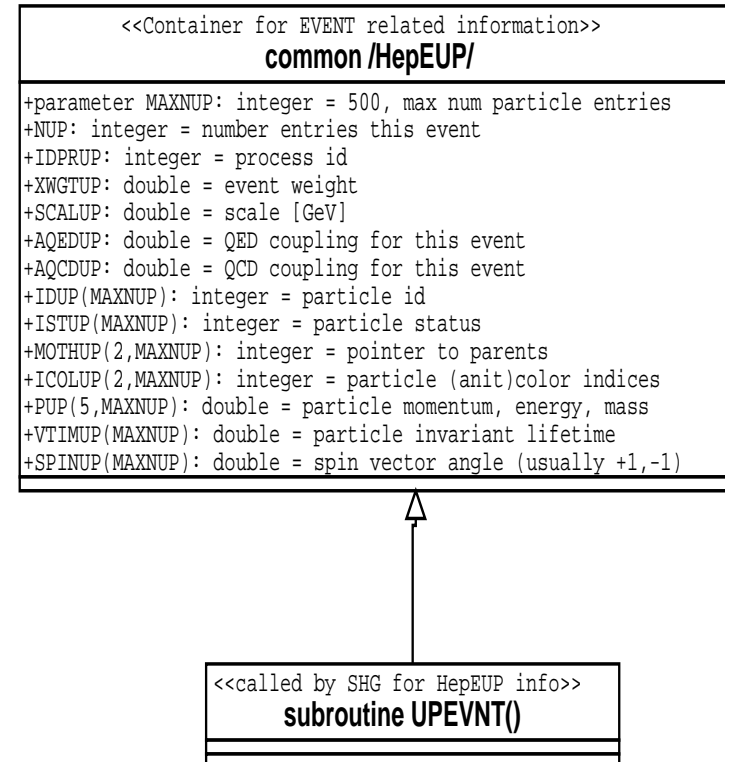 <<Container for EVENT related information>>
common /HepEUP/
+parameter MAXNUP: integer = 500, max num particle entries
+NUP: integer = number entries this event
+IDPRUP: integer = process id
+XWGTUP: double = event weight
+SCALUP: double = scale [GeV]
+AQEDUP: double = QED coupling for this event
+AQCDUP: double = QCD coupling for this event
+IDUP(MAXNUP): integer = particle id
+ISTUP(MAXNUP): integer = particle status
+MOTHUP(2,MAXNUP): integer = pointer to parents
+ICOLUP(2,MAXNUP): integer = particle (anit)color indices
+PUP(5,MAXNUP): double = particle momentum, energy, mass
+VTIMUP(MAXNUP): double = particle invariant lifetime
+SPINUP(MAXNUP): double = spin vector angle (usually +1,-1)
<<called by SHG for HepEUP info>>
subroutine UPEVNT()